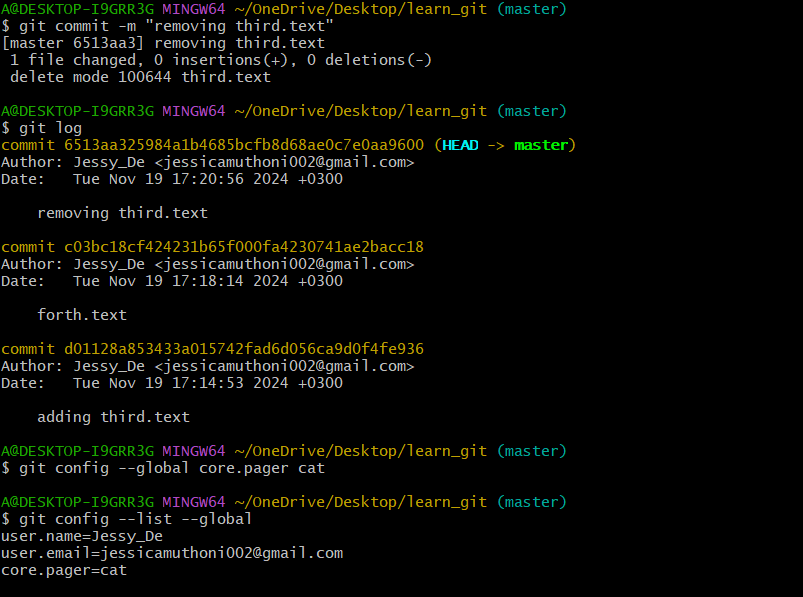 A@DESKTOP-I9GRR3G MINGW64 ~/OneDrive/Desktop/learn_git (master)
$ git commit -m "removing third.text"
[master 6513aa3] removing third.text
 1 file changed, 0 insertions(+), 0 deletions(-)
 delete mode 100644 third.text

A@DESKTOP-I9GRR3G MINGW64 ~/OneDrive/Desktop/learn_git (master)
$ git log
commit 6513aa325984a1b4685bcfb8d68ae0c7e0aa9600 (HEAD -> master)
Author: Jessy_De <jessicamuthoni002@gmail.com>
Date:   Tue Nov 19 17:20:56 2024 +0300

    removing third.text

commit c03bc18cf424231b65f000fa4230741ae2bacc18
Author: Jessy_De <jessicamuthoni002@gmail.com>
Date:   Tue Nov 19 17:18:14 2024 +0300

    forth.text

commit d01128a853433a015742fad6d056ca9d0f4fe936
Author: Jessy_De <jessicamuthoni002@gmail.com>
Date:   Tue Nov 19 17:14:53 2024 +0300

    adding third.text

A@DESKTOP-I9GRR3G MINGW64 ~/OneDrive/Desktop/learn_git (master)
$ git config --global core.pager cat

A@DESKTOP-I9GRR3G MINGW64 ~/OneDrive/Desktop/learn_git (master)
$ git config --list --global
user.name=Jessy_De
user.email=jessicamuthoni002@gmail.com
core.pager=cat